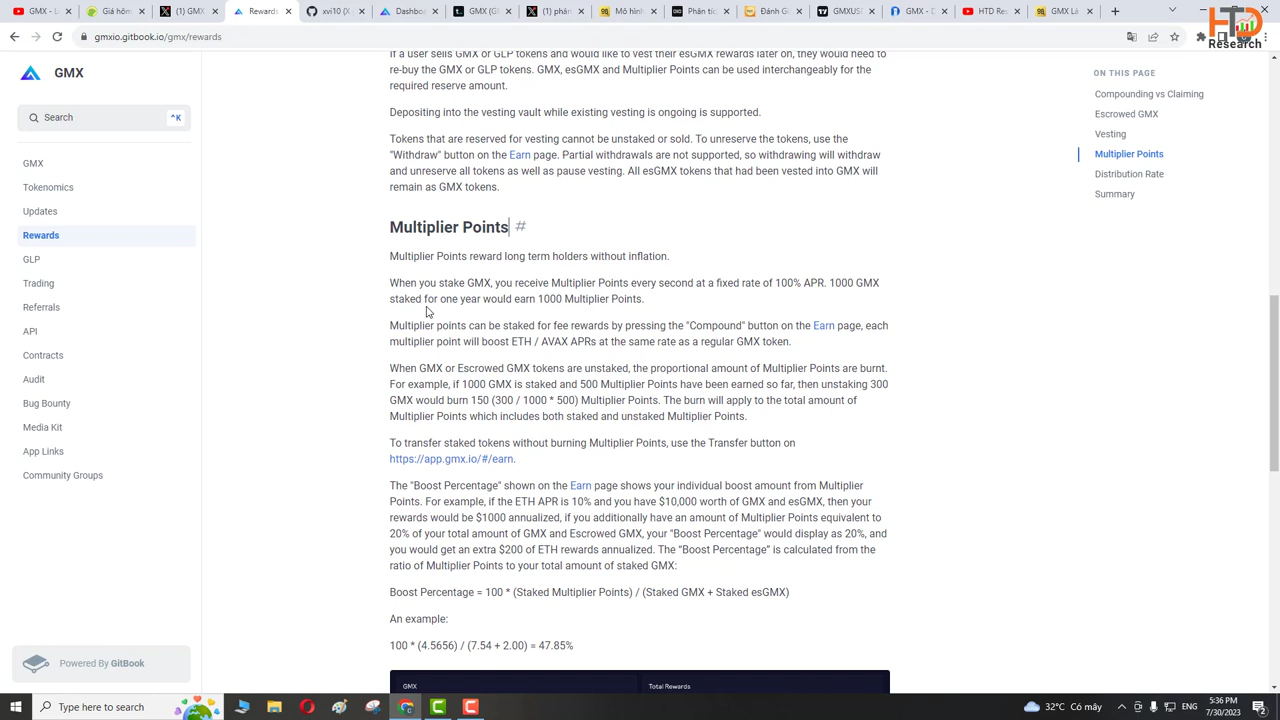 GMX - G
Giá hom
(1) GMX
Rewards
xvi10 (X
Dashboa
t...
Mô hình
Phân tíc
TVGXUSD
Dashbo
GMX - D
HTD Res
GMX Li
HTD
Research
gmxio.gitbook.io/gmx/rewards
GMX
Search
^K
GMX
Tokenomics
Updates
Rewards
GLP
Trading
Referrals
API
Contracts
Audit
Bug Bounty
Media Kit
App Links
Community Groups
Powered By GitBook
If a user sells GMX or GLP tokens and would like to vest their esGMX rewards later on, they would need to
re-buy the GMX or GLP tokens. GMX, esGMX and Multiplier Points can be used interchangeably for the
required reserve amount.
Depositing into the vesting vault while existing vesting is ongoing is supported.
Tokens that are reserved for vesting cannot be unstaked or sold. To unreserve the tokens, use the
"Withdraw" button on the Earn page. Partial withdrawals are not supported, so withdrawing will withdraw
and unreserve all tokens as well as pause vesting. All esGMX tokens that had been vested into GMX will
remain as GMX tokens.
Multiplier Points #
Multiplier Points reward long term holders without inflation.
When you stake GMX, you receive Multiplier Points every second at a fixed rate of 100% APR. 1000 GMX
staked for one year would earn 1000 Multiplier Points.
Multiplier points can be staked for fee rewards by pressing the "Compound" button on the Earn page, each
multiplier point will boost ETH / AVAX APRs at the same rate as a regular GMX token.
When GMX or Escrowed GMX tokens are unstaked, the proportional amount of Multiplier Points are burnt.
For example, if 1000 GMX is staked and 500 Multiplier Points have been earned so far, then unstaking 300
GMX would burn 150 (300 / 1000 * 500) Multiplier Points. The burn will apply to the total amount of
Multiplier Points which includes both staked and unstaked Multiplier Points.
To transfer staked tokens without burning Multiplier Points, use the Transfer button on
https://app.gmx.io/#/earn.
The "Boost Percentage" shown on the Earn page shows your individual boost amount from Multiplier
Points. For example, if the ETH APR is 10% and you have $10,000 worth of GMX and esGMX, then your
rewards would be $1000 annualized, if you additionally have an amount of Multiplier Points equivalent to
20% of your total amount of GMX and Escrowed GMX, your "Boost Percentage" would display as 20%, and
you would get an extra $200 of ETH rewards annualized. The “Boost Percentage” is calculated from the
ratio of Multiplier Points to your total amount of staked GMX:
Boost Percentage = 100 * (Staked Multiplier Points) / (Staked GMX + Staked esGMX)
An example:
100 * (4.5656) / (7.54 + 2.00) = 47.85%
GMX
Total Rewards
ON THIS PAGE
Compounding vs Claiming
Escrowed GMX
Vesting
Multiplier Points
Distribution Rate
Summary
Type here to search
32°C Có mây
ENG
5:36 PM
7/30/2023
2